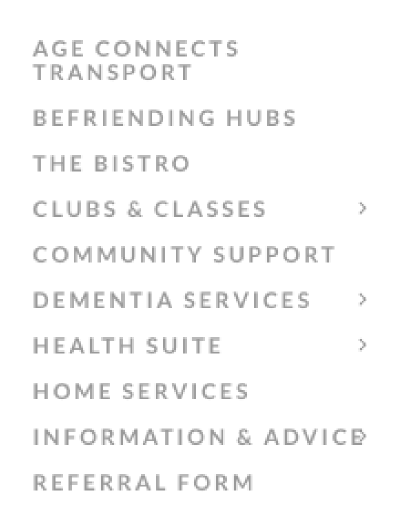 AGE CONNECTS
TRANSPORT
BEFRIENDING HUBS
THE BISTRO
CLUBS & CLASSES
COMMUNITY SUPPORT
DEMENTIA SERVICES
HEALTH SUITE
HOME SERVICES
INFORMATION & ADVICE
REFERRAL FORM